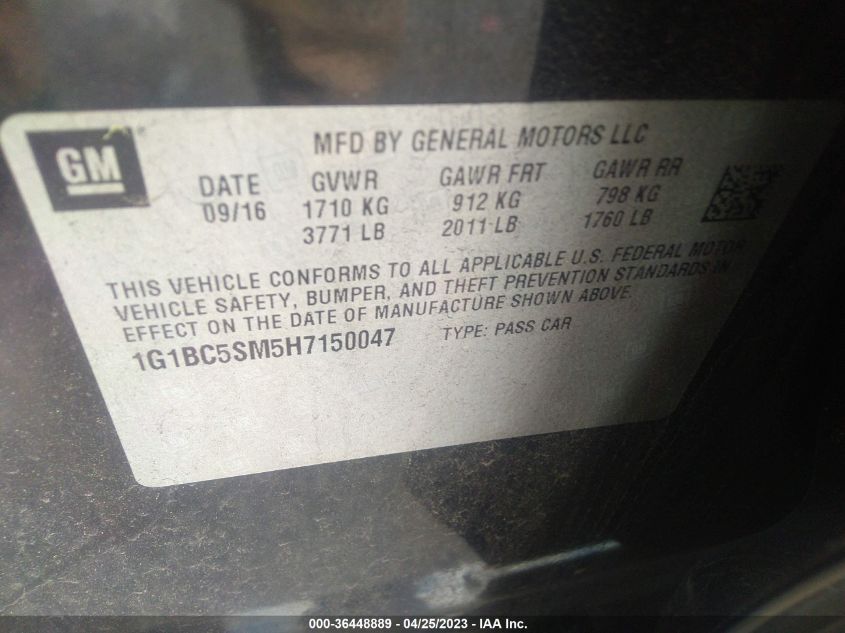 GM
MFD BY GENERAL MOTORS LLC
DATE GVWR GAWR FRT GAWR RR
09/16 1710 KG 912 KG 798 KG
3771 LB 2011 LB 1760 LB
THIS VEHICLE CONFORMS TO ALL APPLICABLE U.S. FEDERAL MOTOR
VEHICLE SAFETY, BUMPER, AND THEFT PREVENTION STANDARDS IN
EFFECT ON THE DATE OF MANUFACTURE SHOWN ABOVE.
1G1BC5SM5H7150047 TYPE: PASS CAR
000-36448889 - 04/25/2023 - IAA Inc.